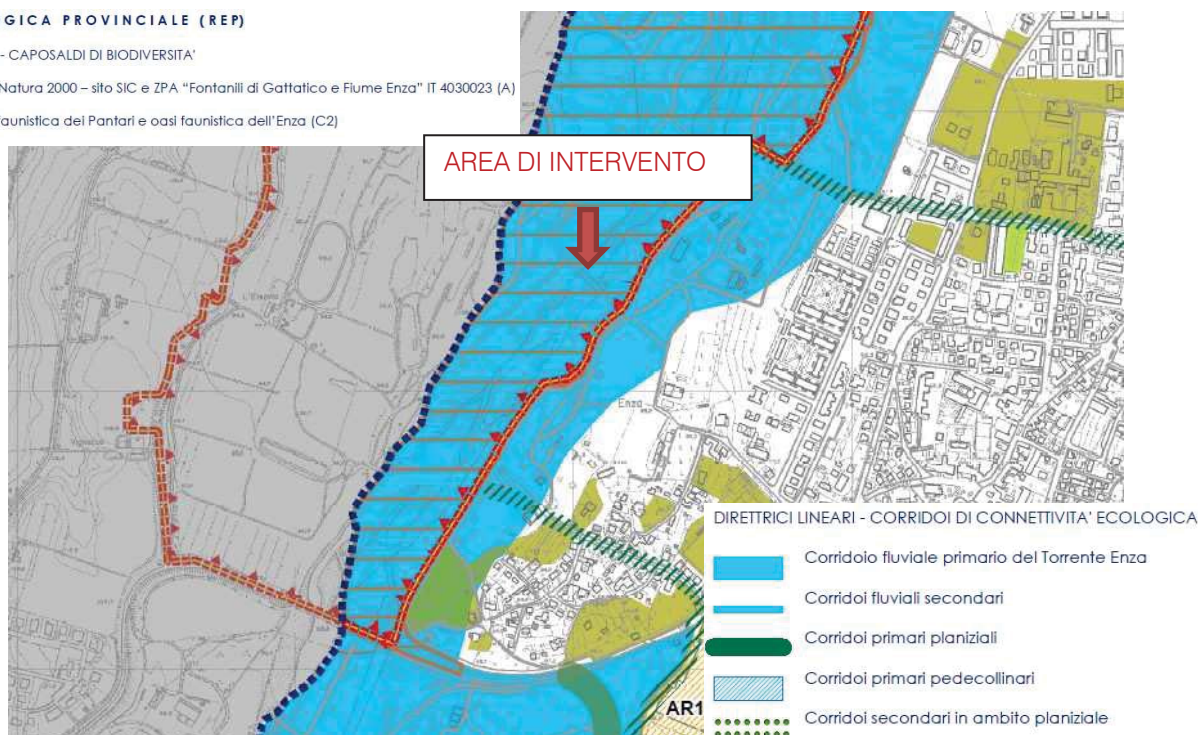 GICA PROVINCIALE (REP)
- CAPOSALDI DI BIODIVERSITA'
Natura 2000 – sito SIC e ZPA "Fontanili di Gattatico e Fiume Enza" IT 4030023 (A)
faunistica dei Pantari e oasi faunistica dell'Enza (C2)
AREA DI INTERVENTO
Enza
AR1
DIRETTRICI LINEARI - CORRIDOI DI CONNETTIVITA' ECOLOGICA
Corridoio fluviale primario del Torrente Enza
Corridoi fluviali secondari
Corridoi primari planiziali
Corridoi primari pedecollinari
Corridoi secondari in ambito planiziale